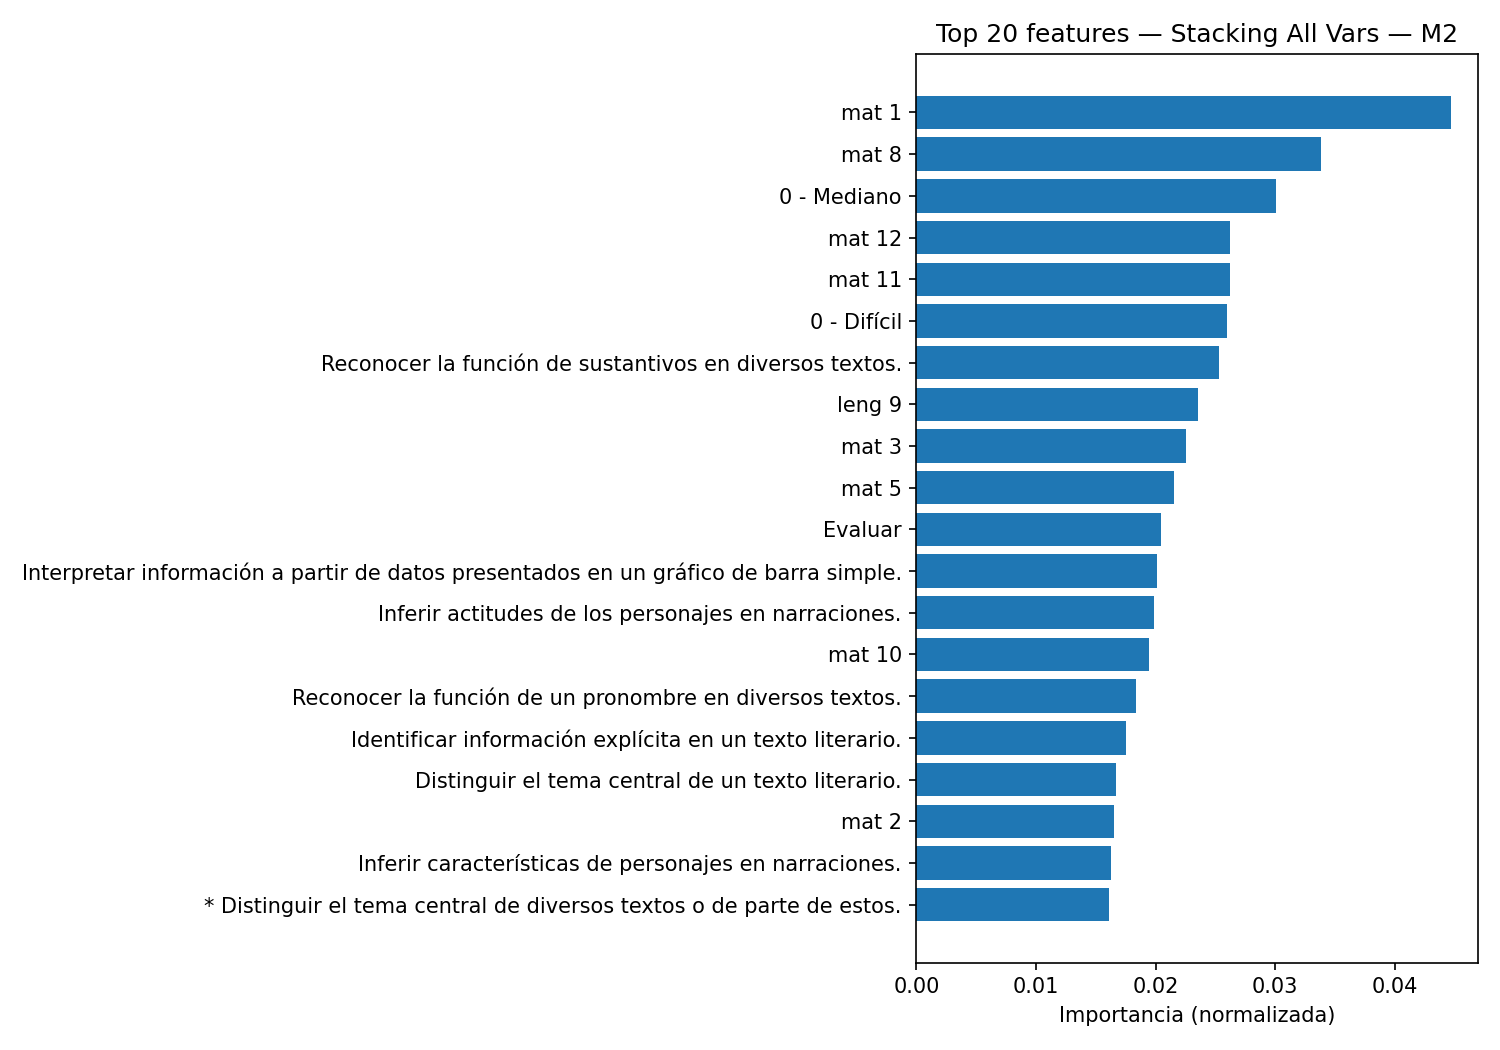 Top 20 features — Stacking All Vars — M2
mat 1
mat 8
0 - Mediano
mat 12
mat 11
0 - Difícil
Reconocer la función de sustantivos en diversos textos.
leng 9
mat 3
mat 5
Evaluar
Interpretar información a partir de datos presentados en un gráfico de barra simple.
Inferir actitudes de los personajes en narraciones.
mat 10
Reconocer la función de un pronombre en diversos textos.
Identificar información explícita en un texto literario.
Distinguir el tema central de un texto literario.
mat 2
Inferir características de personajes en narraciones.
* Distinguir el tema central de diversos textos o de parte de estos.
0.00 0.01 0.02 0.03 0.04
Importancia (normalizada)